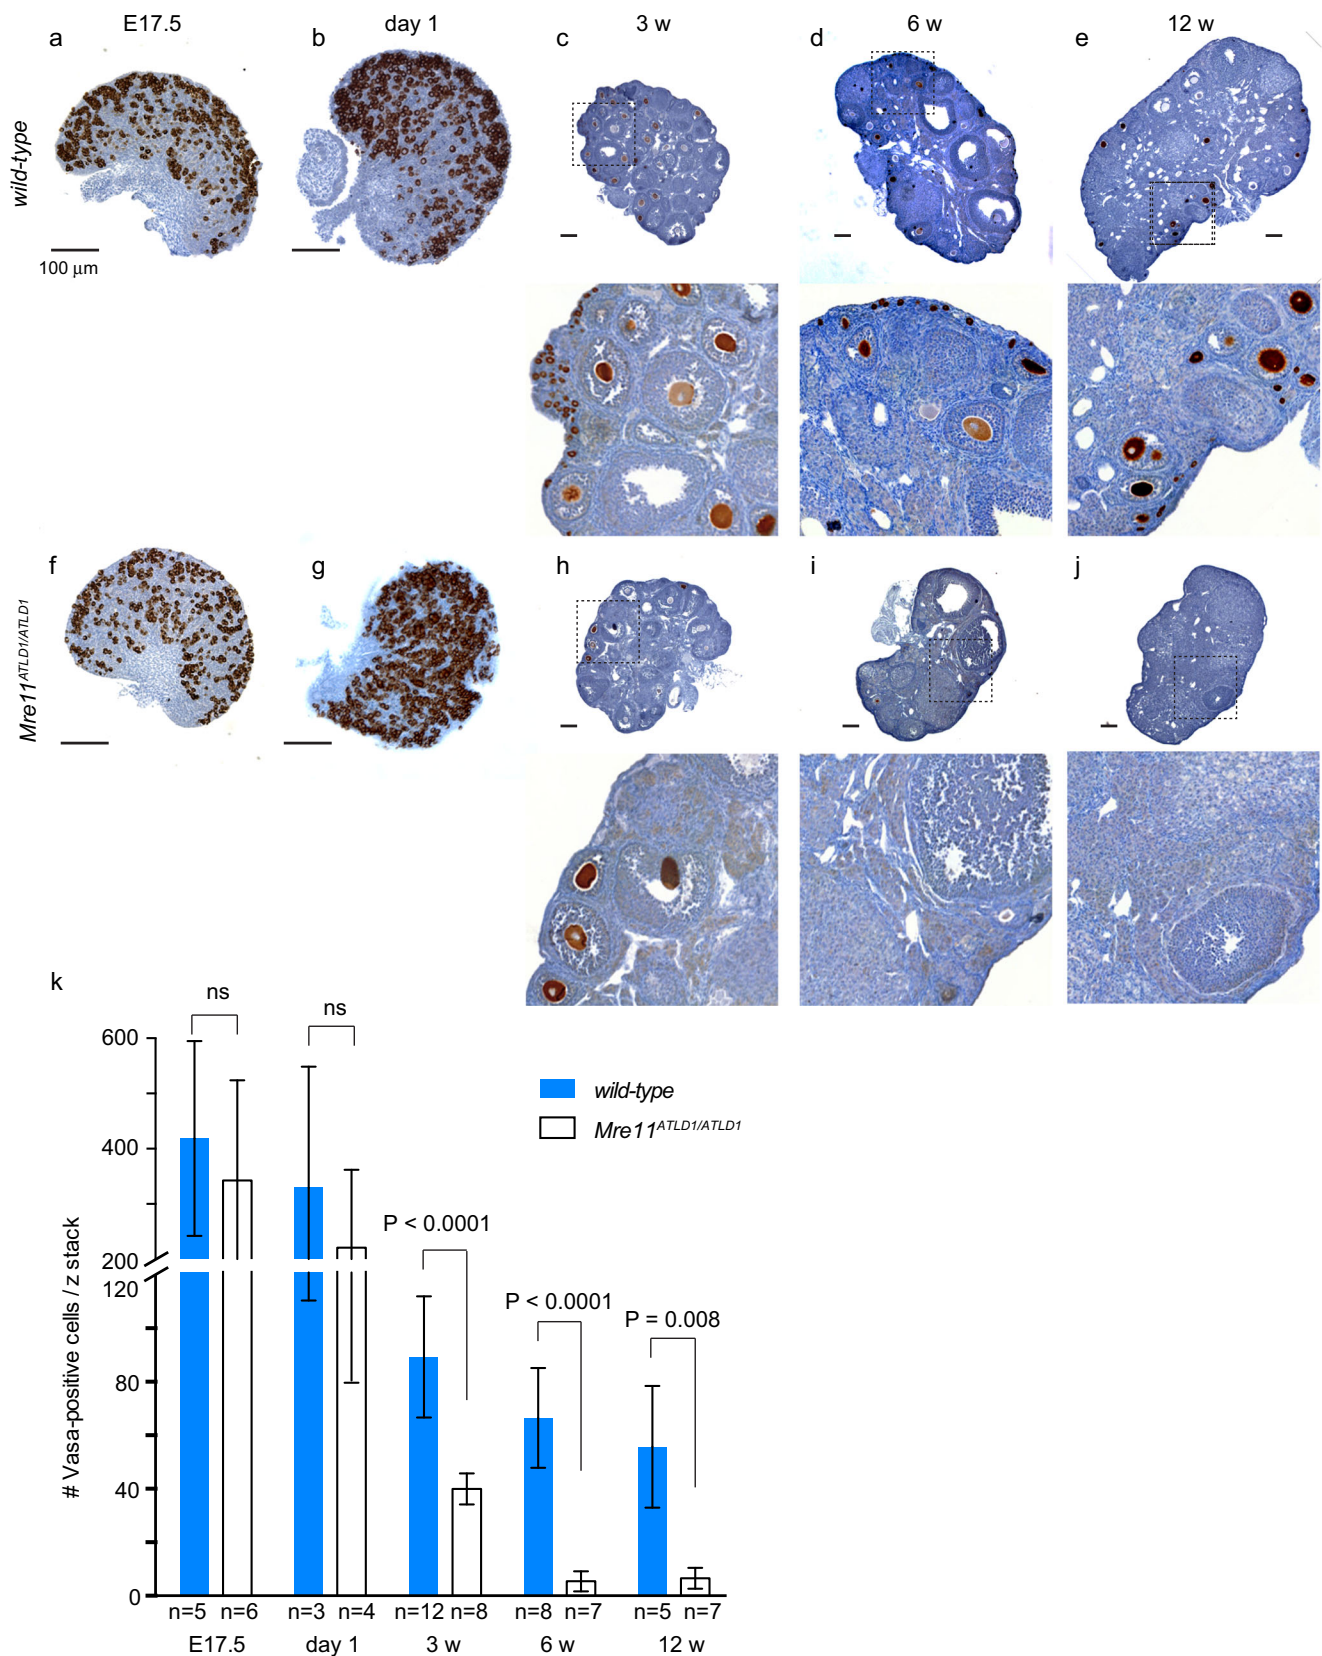 E17.5 day 1 3 w 6 w 12 w
a b c d e
wild-type
100 μm
f g h i j
Mre11ATLD1/ATLD1
k
ns ns
600
400
200
120
80
40
0
# Vasa-positive cells / z stack
wild-type
Mre11ATLD1/ATLD1
P < 0.0001
P < 0.0001
P = 0.008
n=5 n=6 n=3 n=4 n=12 n=8 n=8 n=7 n=5 n=7
E17.5 day 1 3 w 6 w 12 w